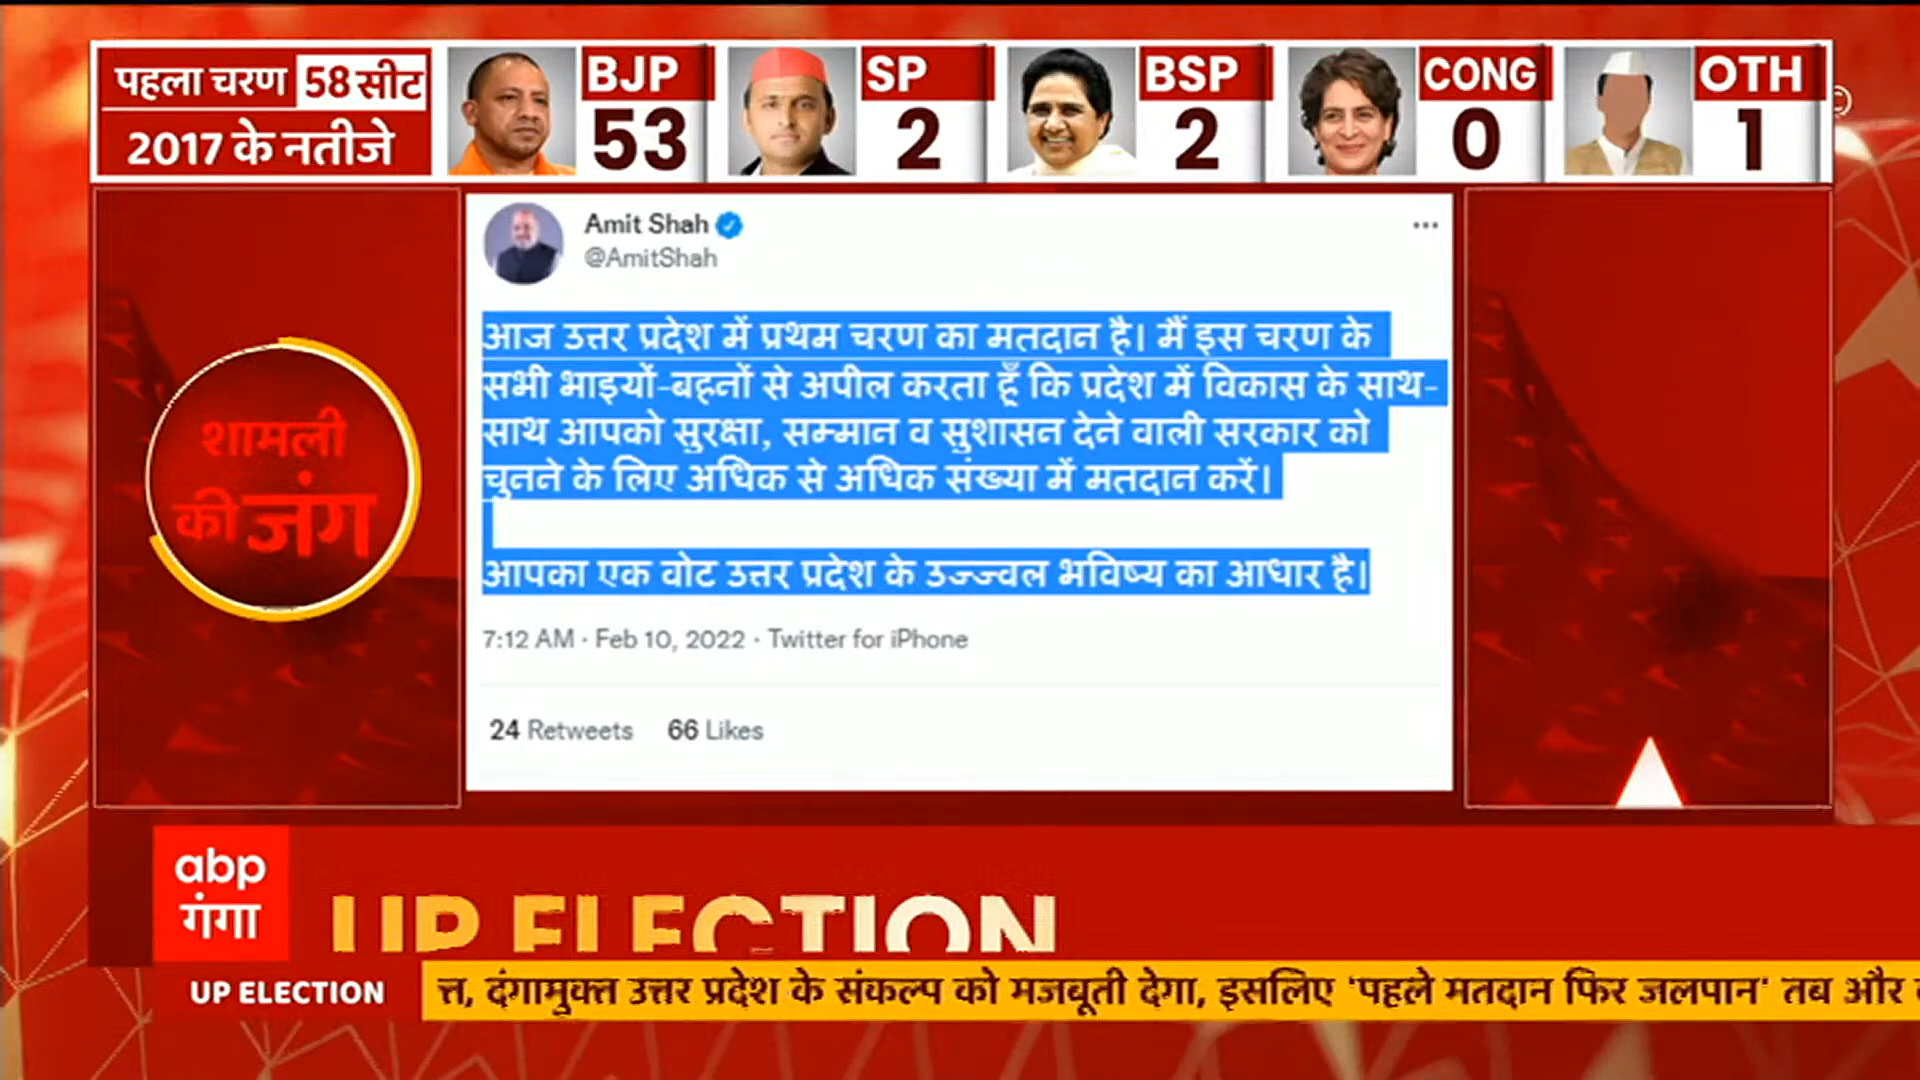 पहला चरण 58 सीट
2017 के नतीजे
BJP
53
SP
2
BSP
2
CONG
0
OTH
1
Amit Shah
@AmitShah
आज उत्तर प्रदेश में प्रथम चरण का मतदान है। मैं इस चरण के
सभी भाइयों-बहनों से अपील करता हूँ कि प्रदेश में विकास के साथ-
साथ आपको सुरक्षा, सम्मान व सुशासन देने वाली सरकार को
चुनने के लिए अधिक से अधिक संख्या में मतदान करें।
आपका एक वोट उत्तर प्रदेश के उज्ज्वल भविष्य का आधार है।
7:12 AM · Feb 10, 2022 · Twitter for iPhone
24 Retweets 66 Likes
शामली
की जंग
abp
गंगा
UP ELECTION
UP ELECTION
त्त, दंगामुक्त उत्तर प्रदेश के संकल्प को मजबूती देगा, इसलिए 'पहले मतदान फिर जलपान' तब और